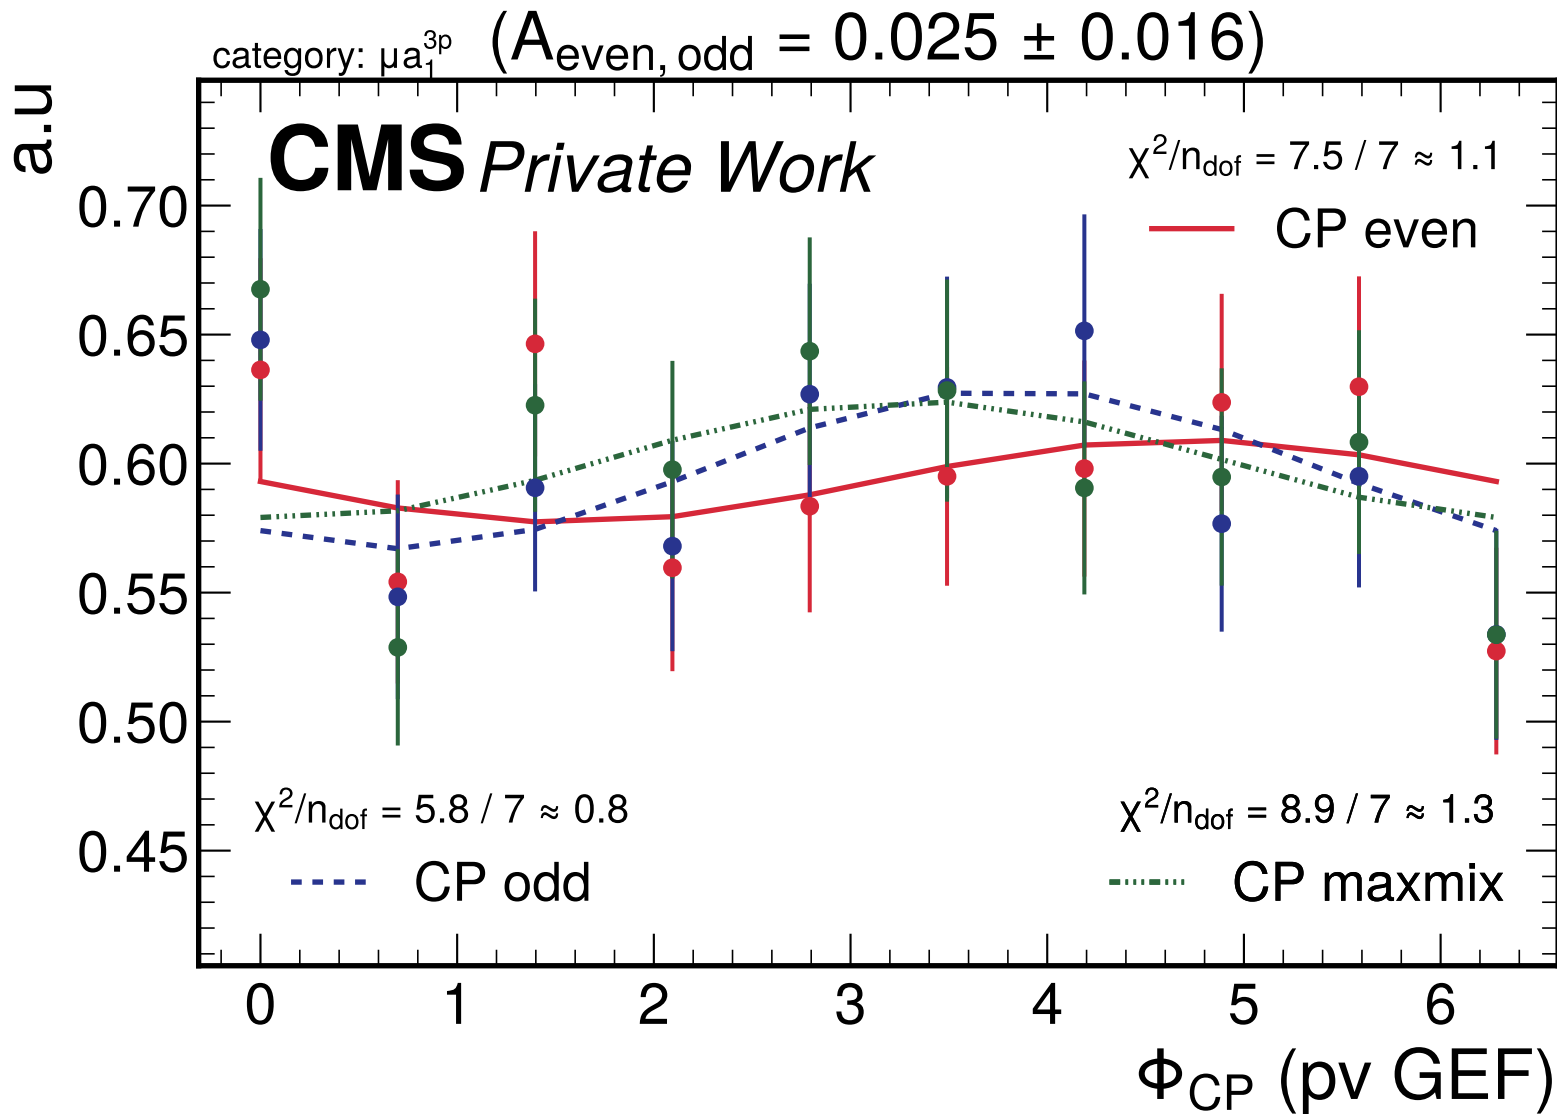 category: μa₁³ᵖ (A_even, odd = 0.025 ± 0.016)
a.u
CMS Private Work
χ²/n_dof = 7.5 / 7 ≈ 1.1
CP even
0.70
0.65
0.60
0.55
0.50
0.45
χ²/n_dof = 5.8 / 7 ≈ 0.8
CP odd
χ²/n_dof = 8.9 / 7 ≈ 1.3
CP maxmix
0 1 2 3 4 5 6
Φ_CP (pv GEF)